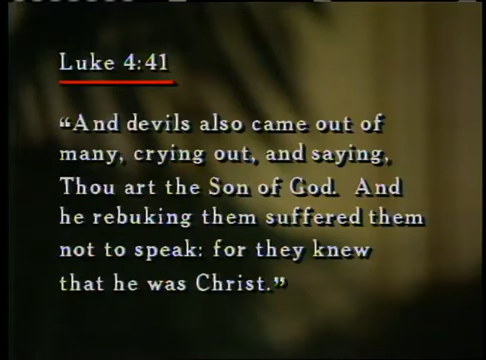 Luke 4:41
“And devils also came out of
many, crying out, and saying,
Thou art the Son of God. And
he rebuking them suffered them
not to speak: for they knew
that he was Christ.”